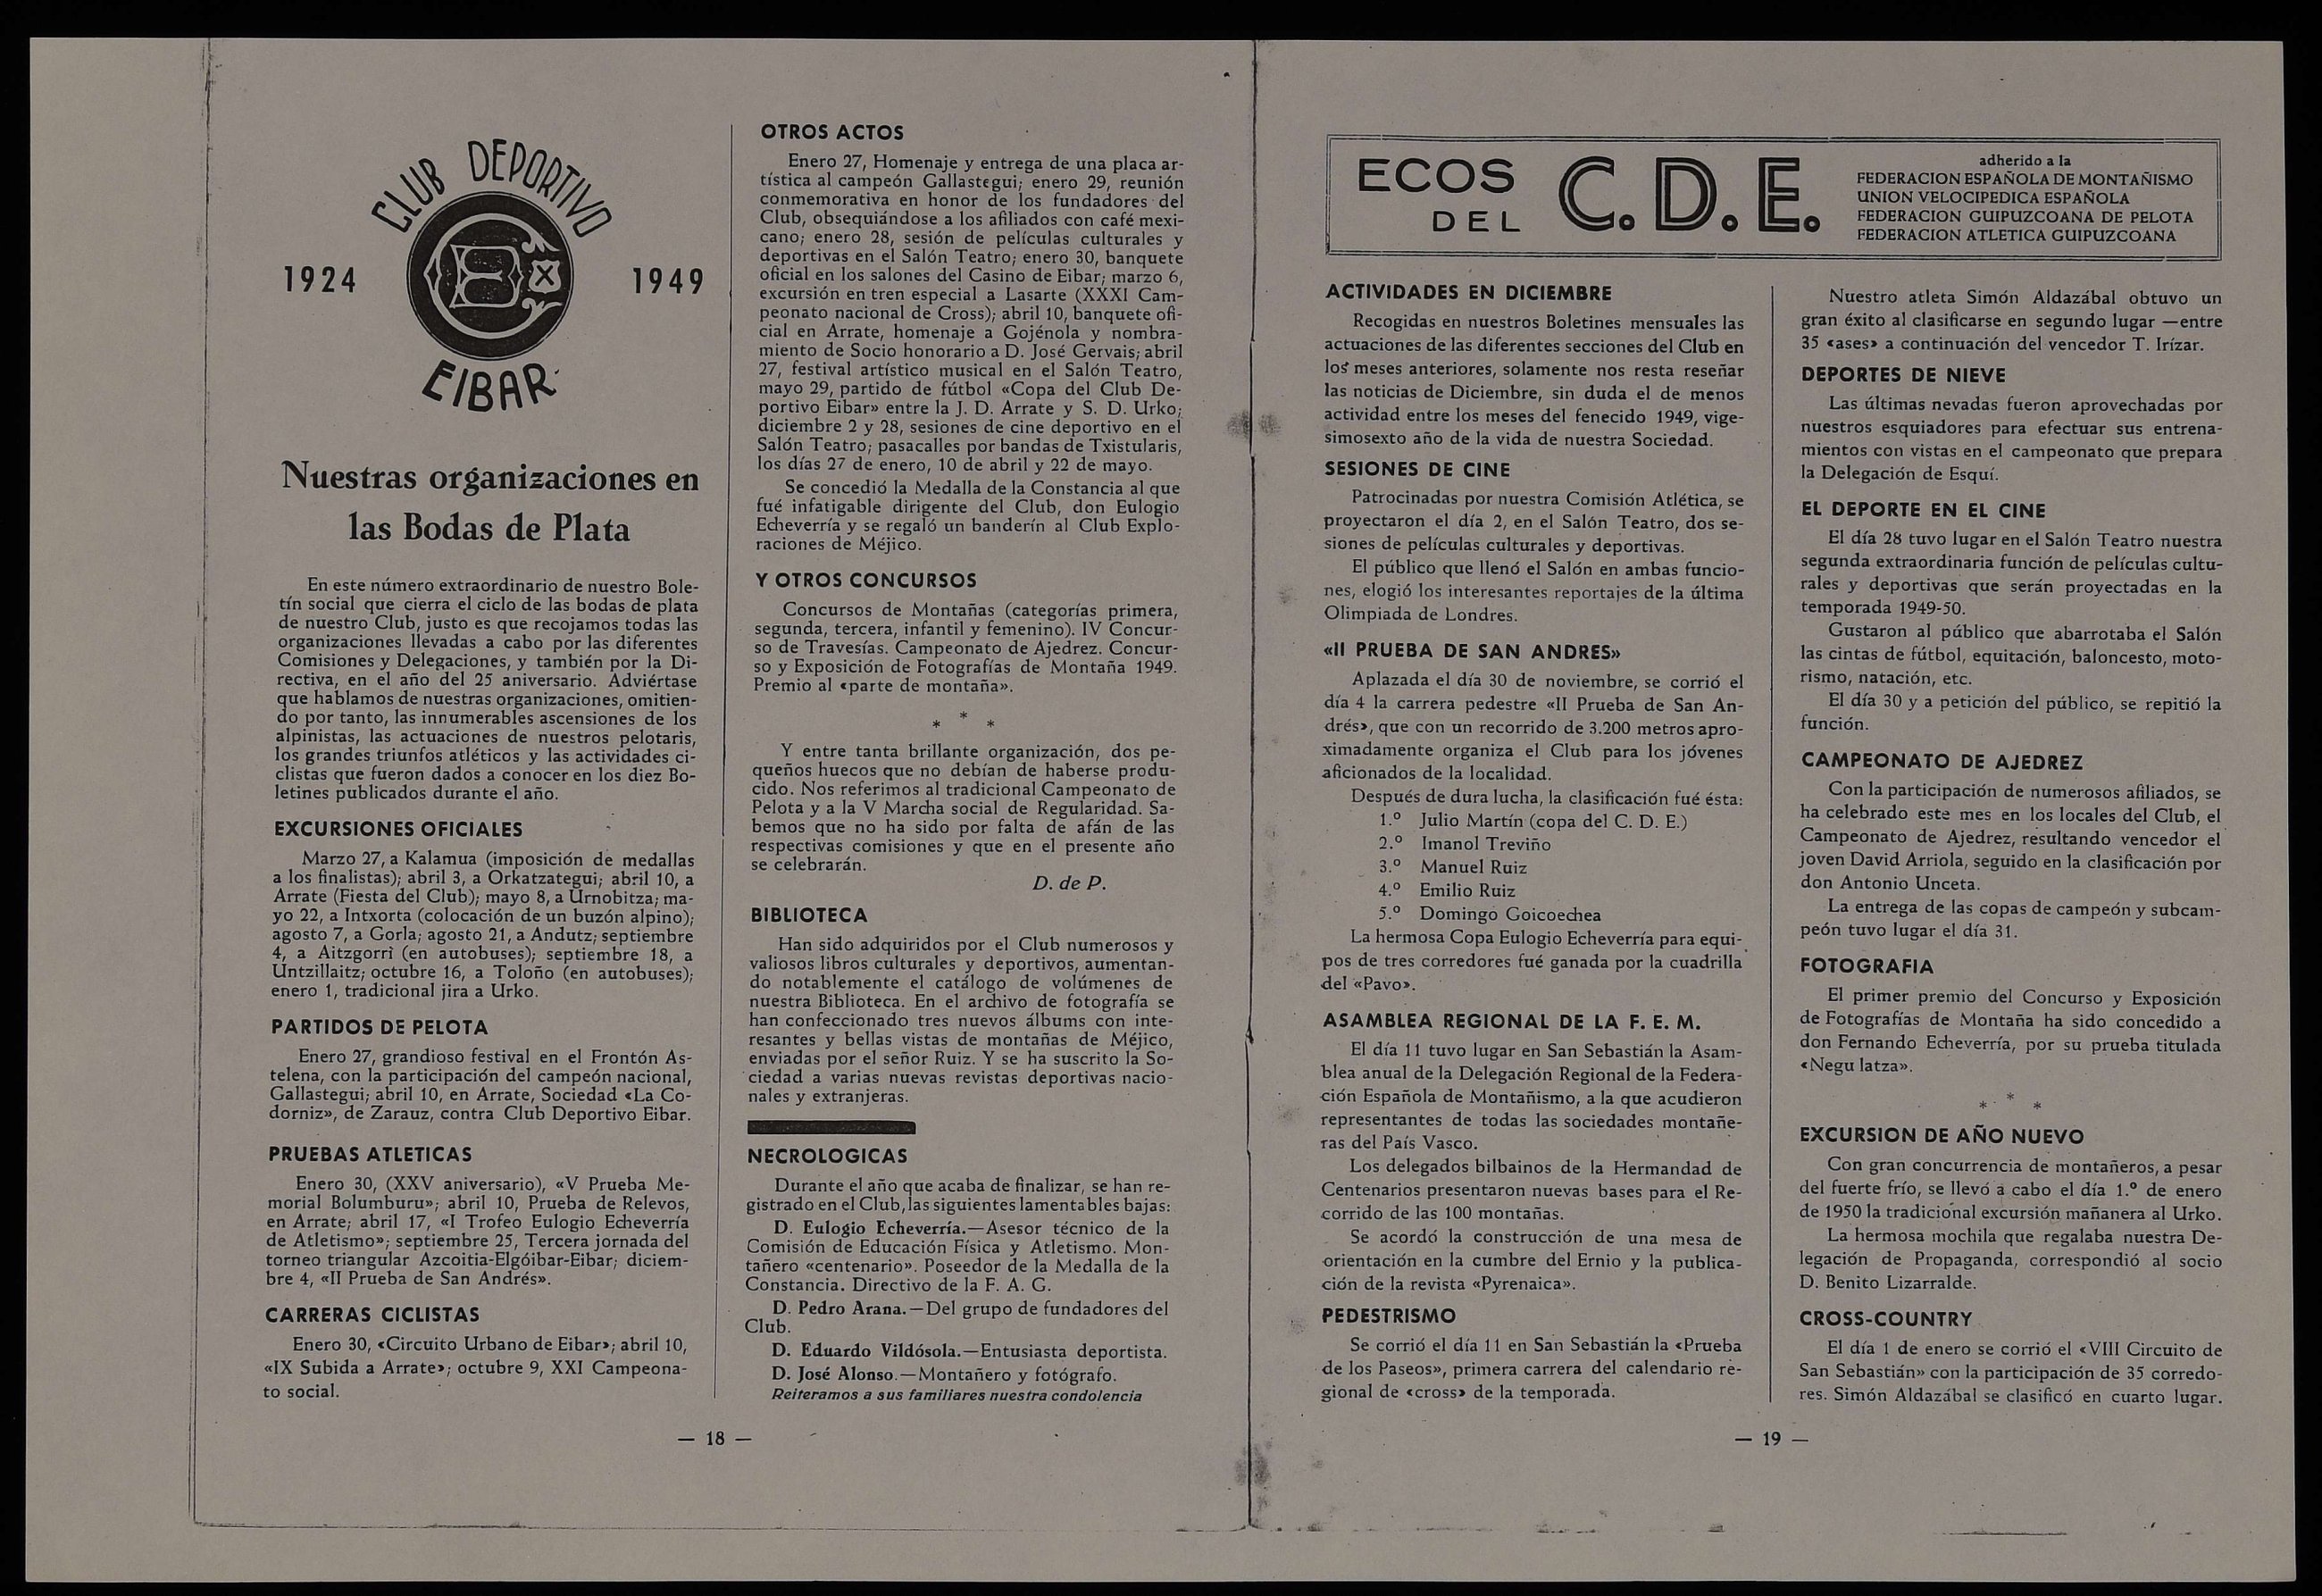 CLUB DEPORTIVO
1924 1949
EIBAR
Nuestras organizaciones en
las Bodas de Plata
En este número extraordinario de nuestro Bole-
tín social que cierra el ciclo de las bodas de plata
de nuestro Club, justo es que recojamos todas las
organizaciones llevadas a cabo por las diferentes
Comisiones y Delegaciones, y también por la Di-
rectiva, en el año del 25 aniversario. Adviértase
que hablamos de nuestras organizaciones, omitien-
do por tanto, las innumerables ascensiones de los
alpinistas, las actuaciones de nuestros pelotaris,
los grandes triunfos atléticos y las actividades ci-
clistas que fueron dados a conocer en los diez Bo-
letines publicados durante el año.
EXCURSIONES OFICIALES
Marzo 27, a Kalamua (imposición de medallas
a los finalistas); abril 3, a Orkatzategui; abril 10, a
Arrate (Fiesta del Club); mayo 8, a Urnobitza; ma-
yo 22, a Intxorta (colocación de un buzón alpino);
agosto 7, a Gorla; agosto 21, a Andutz; septiembre
4, a Aitzgorri (en autobuses); septiembre 18, a
Untzillaitz; octubre 16, a Toloño (en autobuses);
enero 1, tradicional jira a Urko.
PARTIDOS DE PELOTA
Enero 27, grandioso festival en el Frontón As-
telena, con la participación del campeón nacional,
Gallastegui; abril 10, en Arrate, Sociedad «La Co-
dorniz», de Zarauz, contra Club Deportivo Eibar.
PRUEBAS ATLETICAS
Enero 30, (XXV aniversario), «V Prueba Me-
morial Bolumburu»; abril 10, Prueba de Relevos,
en Arrate; abril 17, «I Trofeo Eulogio Echeverría
de Atletismo»; septiembre 25, Tercera jornada del
torneo triangular Azcoitia-Elgóibar-Eibar; diciem-
bre 4, «II Prueba de San Andrés».
CARRERAS CICLISTAS
Enero 30, «Circuito Urbano de Eibar»; abril 10,
«IX Subida a Arrate»; octubre 9, XXI Campeona-
to social.
OTROS ACTOS
Enero 27, Homenaje y entrega de una placa ar-
tística al campeón Gallastegui; enero 29, reunión
conmemorativa en honor de los fundadores del
Club, obsequiándose a los afiliados con café mexi-
cano; enero 28, sesión de películas culturales y
deportivas en el Salón Teatro; enero 30, banquete
oficial en los salones del Casino de Eibar; marzo 6,
excursión en tren especial a Lasarte (XXXI Cam-
peonato nacional de Cross); abril 10, banquete ofi-
cial en Arrate, homenaje a Gojénola y nombra-
miento de Socio honorario a D. José Gervais; abril
27, festival artístico musical en el Salón Teatro,
mayo 29, partido de fútbol «Copa del Club De-
portivo Eibar» entre la J. D. Arrate y S. D. Urko;
diciembre 2 y 28, sesiones de cine deportivo en el
Salón Teatro; pasacalles por bandas de Txistularis,
los días 27 de enero, 10 de abril y 22 de mayo.
Se concedió la Medalla de la Constancia al que
fué infatigable dirigente del Club, don Eulogio
Echeverría y se regaló un banderín al Club Explo-
raciones de Méjico.
Y OTROS CONCURSOS
Concursos de Montañas (categorías primera,
segunda, tercera, infantil y femenino). IV Concur-
so de Travesías. Campeonato de Ajedrez. Concur-
so y Exposición de Fotografías de Montaña 1949.
Premio al «parte de montaña».
* * *
Y entre tanta brillante organización, dos pe-
queños huecos que no debían de haberse produ-
cido. Nos referimos al tradicional Campeonato de
Pelota y a la V Marcha social de Regularidad. Sa-
bemos que no ha sido por falta de afán de las
respectivas comisiones y que en el presente año
se celebrarán.
D. de P.
BIBLIOTECA
Han sido adquiridos por el Club numerosos y
valiosos libros culturales y deportivos, aumentan-
do notablemente el catálogo de volúmenes de
nuestra Biblioteca. En el archivo de fotografía se
han confeccionado tres nuevos álbums con inte-
resantes y bellas vistas de montañas de Méjico,
enviadas por el señor Ruiz. Y se ha suscrito la So-
ciedad a varias nuevas revistas deportivas nacio-
nales y extranjeras.
NECROLOGICAS
Durante el año que acaba de finalizar, se han re-
gistrado en el Club, las siguientes lamentables bajas:
D. Eulogio Echeverría.—Asesor técnico de la
Comisión de Educación Física y Atletismo. Mon-
tañero «centenario». Poseedor de la Medalla de la
Constancia. Directivo de la F. A. G.
D. Pedro Arana.—Del grupo de fundadores del
Club.
D. Eduardo Vildósola.—Entusiasta deportista.
D. José Alonso.—Montañero y fotógrafo.
Reiteramos a sus familiares nuestra condolencia
— 18 —
ECOS
DEL
C. D. E.
adherido a la
FEDERACION ESPAÑOLA DE MONTAÑISMO
UNION VELOCIPEDICA ESPAÑOLA
FEDERACION GUIPUZCOANA DE PELOTA
FEDERACION ATLETICA GUIPUZCOANA
ACTIVIDADES EN DICIEMBRE
Recogidas en nuestros Boletines mensuales las
actuaciones de las diferentes secciones del Club en
los meses anteriores, solamente nos resta reseñar
las noticias de Diciembre, sin duda el de menos
actividad entre los meses del fenecido 1949, vige-
simosexto año de la vida de nuestra Sociedad.
SESIONES DE CINE
Patrocinadas por nuestra Comisión Atlética, se
proyectaron el día 2, en el Salón Teatro, dos se-
siones de películas culturales y deportivas.
El público que llenó el Salón en ambas funcio-
nes, elogió los interesantes reportajes de la última
Olimpiada de Londres.
«II PRUEBA DE SAN ANDRES»
Aplazada el día 30 de noviembre, se corrió el
día 4 la carrera pedestre «II Prueba de San An-
drés», que con un recorrido de 3.200 metros apro-
ximadamente organiza el Club para los jóvenes
aficionados de la localidad.
Después de dura lucha, la clasificación fué ésta:
1.º Julio Martín (copa del C. D. E.)
2.º Imanol Treviño
3.º Manuel Ruiz
4.º Emilio Ruiz
5.º Domingo Goicoechea
La hermosa Copa Eulogio Echeverría para equi-
pos de tres corredores fué ganada por la cuadrilla
del «Pavo».
ASAMBLEA REGIONAL DE LA F. E. M.
El día 11 tuvo lugar en San Sebastián la Asam-
blea anual de la Delegación Regional de la Federa-
ción Española de Montañismo, a la que acudieron
representantes de todas las sociedades montañe-
ras del País Vasco.
Los delegados bilbainos de la Hermandad de
Centenarios presentaron nuevas bases para el Re-
corrido de las 100 montañas.
Se acordó la construcción de una mesa de
orientación en la cumbre del Ernio y la publica-
ción de la revista «Pyrenaica».
PEDESTRISMO
Se corrió el día 11 en San Sebastián la «Prueba
de los Paseos», primera carrera del calendario re-
gional de «cross» de la temporada.
Nuestro atleta Simón Aldazábal obtuvo un
gran éxito al clasificarse en segundo lugar —entre
35 «ases» a continuación del vencedor T. Irízar.
DEPORTES DE NIEVE
Las últimas nevadas fueron aprovechadas por
nuestros esquiadores para efectuar sus entrena-
mientos con vistas en el campeonato que prepara
la Delegación de Esquí.
EL DEPORTE EN EL CINE
El día 28 tuvo lugar en el Salón Teatro nuestra
segunda extraordinaria función de películas cultu-
rales y deportivas que serán proyectadas en la
temporada 1949-50.
Gustaron al público que abarrotaba el Salón
las cintas de fútbol, equitación, baloncesto, moto-
rismo, natación, etc.
El día 30 y a petición del público, se repitió la
función.
CAMPEONATO DE AJEDREZ
Con la participación de numerosos afiliados, se
ha celebrado este mes en los locales del Club, el
Campeonato de Ajedrez, resultando vencedor el
joven David Arriola, seguido en la clasificación por
don Antonio Unceta.
La entrega de las copas de campeón y subcam-
peón tuvo lugar el día 31.
FOTOGRAFIA
El primer premio del Concurso y Exposición
de Fotografías de Montaña ha sido concedido a
don Fernando Echeverría, por su prueba titulada
«Negu latza».
* * *
EXCURSION DE AÑO NUEVO
Con gran concurrencia de montañeros, a pesar
del fuerte frío, se llevó a cabo el día 1.º de enero
de 1950 la tradicional excursión mañanera al Urko.
La hermosa mochila que regalaba nuestra De-
legación de Propaganda, correspondió al socio
D. Benito Lizarralde.
CROSS-COUNTRY
El día 1 de enero se corrió el «VIII Circuito de
San Sebastián» con la participación de 35 corredo-
res. Simón Aldazábal se clasificó en cuarto lugar.
— 19 —